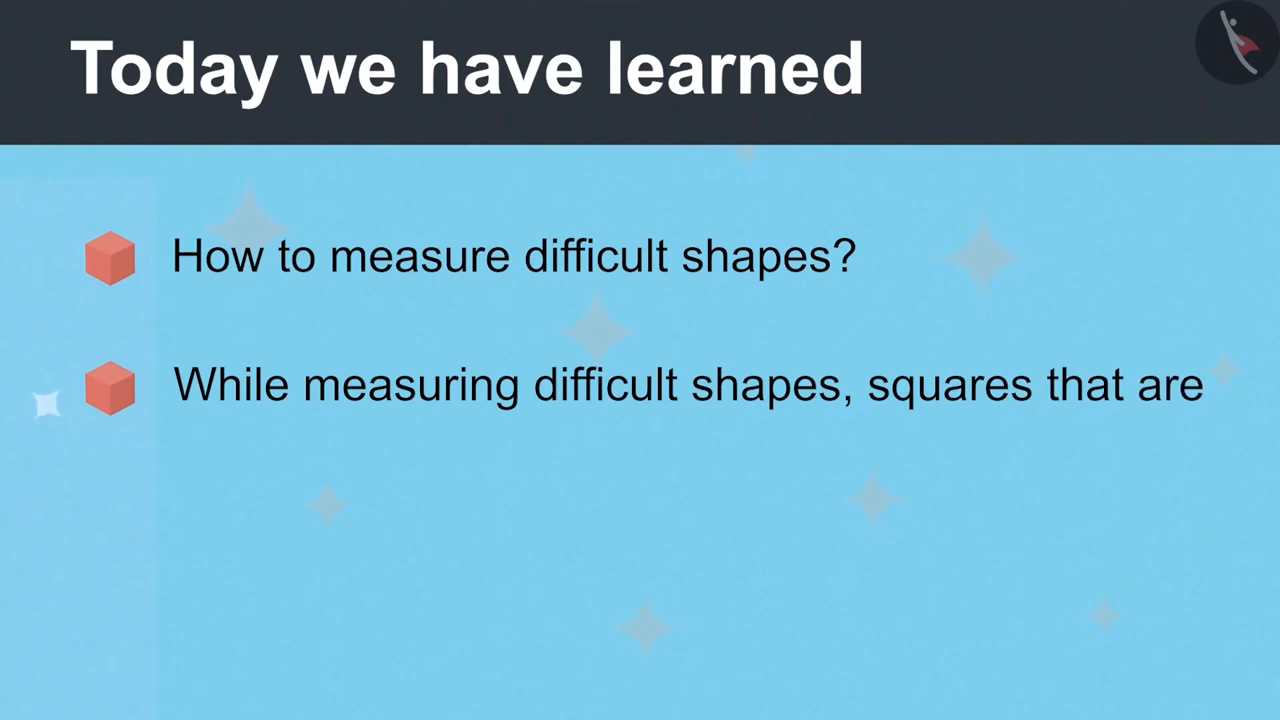 Today we have learned
How to measure difficult shapes?
While measuring difficult shapes, squares that are